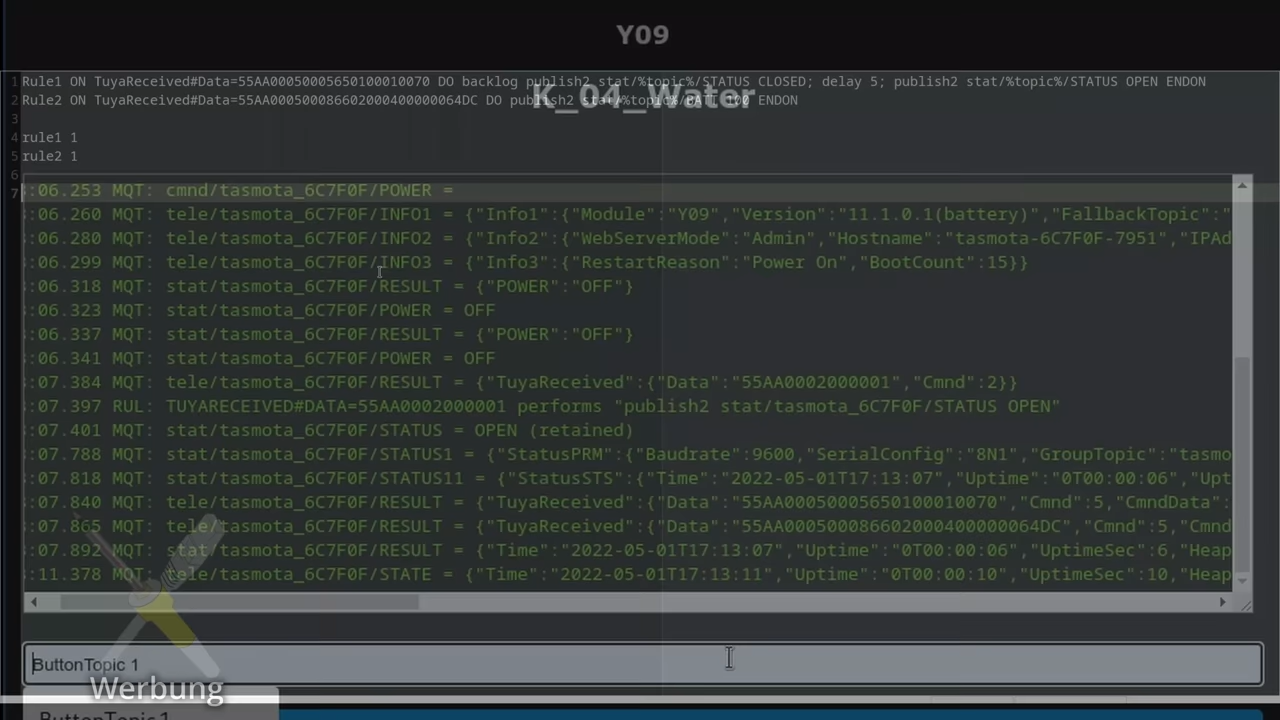 Y09
1 Rule1 ON TuyaReceived#Data=55AA00050005650100010070 DO backlog publish2 stat/%topic%/STATUS CLOSED; delay 5; publish2 stat/%topic%/STATUS OPEN ENDON
K_04_Water
2 Rule2 ON TuyaReceived#Data=55AA00050008660200040000006​4DC DO publish2 stat/%topic%/BATT 100 ENDON
3
4 rule1 1
5 rule2 1
6
7
:06.253 MQT: cmnd/tasmota_6C7F0F/POWER =
:06.260 MQT: tele/tasmota_6C7F0F/INFO1 = {"Info1":{"Module":"Y09","Version":"11.1.0.1(battery)","FallbackTopic":"
:06.280 MQT: tele/tasmota_6C7F0F/INFO2 = {"Info2":{"WebServerMode":"Admin","Hostname":"tasmota-6C7F0F-7951","IPAd
:06.299 MQT: tele/tasmota_6C7F0F/INFO3 = {"Info3":{"RestartReason":"Power On","BootCount":15}}
:06.318 MQT: stat/tasmota_6C7F0F/RESULT = {"POWER":"OFF"}
:06.323 MQT: stat/tasmota_6C7F0F/POWER = OFF
:06.337 MQT: stat/tasmota_6C7F0F/RESULT = {"POWER":"OFF"}
:06.341 MQT: stat/tasmota_6C7F0F/POWER = OFF
:07.384 MQT: tele/tasmota_6C7F0F/RESULT = {"TuyaReceived":{"Data":"55AA0002000001","Cmnd":2}}
:07.397 RUL: TUYARECEIVED#DATA=55AA0002000001 performs "publish2 stat/tasmota_6C7F0F/STATUS OPEN"
:07.401 MQT: stat/tasmota_6C7F0F/STATUS = OPEN (retained)
:07.788 MQT: stat/tasmota_6C7F0F/STATUS1 = {"StatusPRM":{"Baudrate":9600,"SerialConfig":"8N1","GroupTopic":"tasmo
:07.818 MQT: stat/tasmota_6C7F0F/STATUS11 = {"StatusSTS":{"Time":"2022-05-01T17:13:07","Uptime":"0T00:00:06","Upt
:07.840 MQT: tele/tasmota_6C7F0F/RESULT = {"TuyaReceived":{"Data":"55AA00050005650100010070","Cmnd":5,"CmndData":
:07.865 MQT: tele/tasmota_6C7F0F/RESULT = {"TuyaReceived":{"Data":"55AA000500086602000400000064DC","Cmnd":5,"Cmnd
:07.892 MQT: stat/tasmota_6C7F0F/RESULT = {"Time":"2022-05-01T17:13:07","Uptime":"0T00:00:06","UptimeSec":6,"Heap
:11.378 MQT: tele/tasmota_6C7F0F/STATE = {"Time":"2022-05-01T17:13:11","Uptime":"0T00:00:10","UptimeSec":10,"Heap
ButtonTopic 1
Werbung
ButtonTopic1